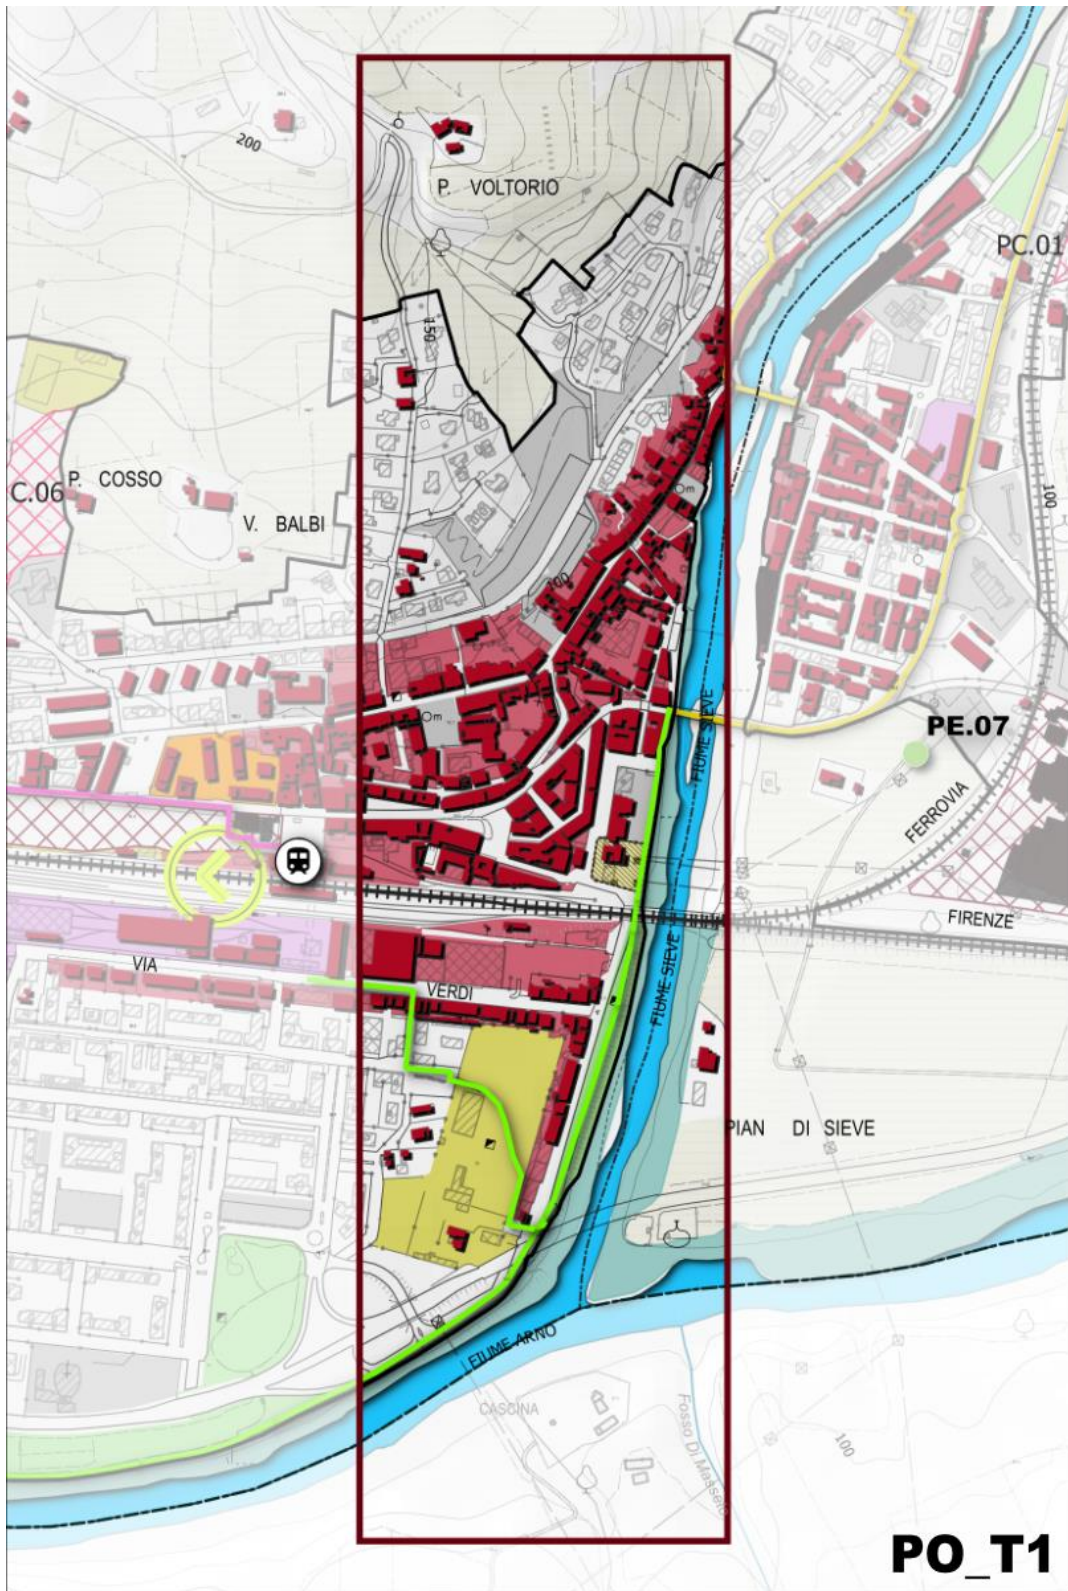 200
P. VOLTORIO
PC.01
150
C.06
P. COSSO
100
V. BALBI
Om
100
Om
FIUME SIEVE
PE.07
FERROVIA
FIRENZE
VIA
VERDI
FIUME SIEVE
PIAN DI SIEVE
FIUME ARNO
CASCINA
Fosso Di Masseto
100
PO_T1